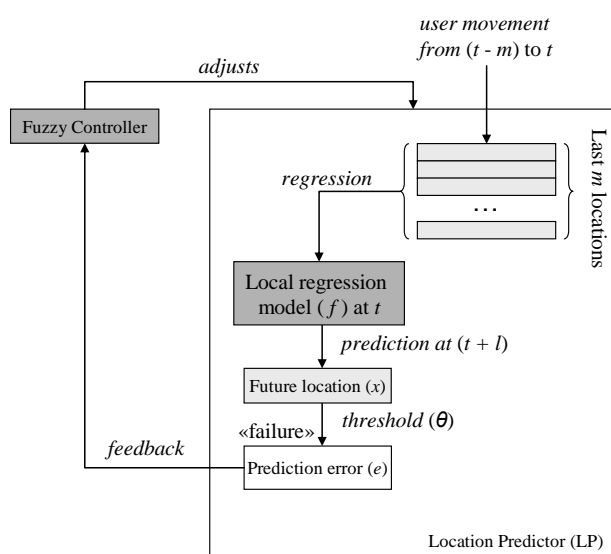 user movement
from (t - m) to t
adjusts
Fuzzy Controller
Last m locations
regression
...
Local regression
model (f) at t
prediction at (t + l)
Future location (x)
threshold (θ)
«failure»
feedback
Prediction error (e)
Location Predictor (LP)